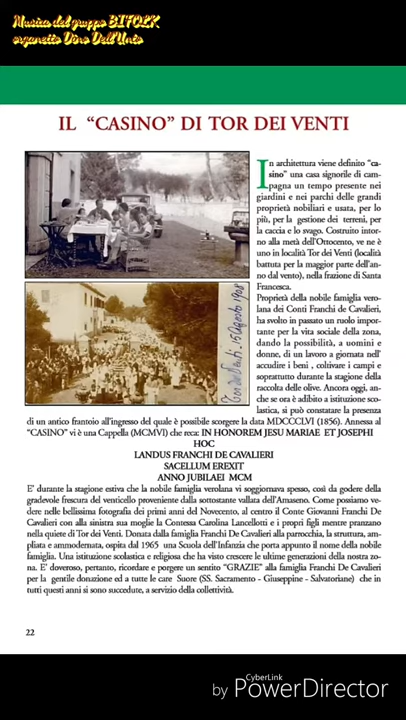 Musica del gruppo BIFOLK
organetto Dino Dell'Unto
IL “CASINO” DI TOR DEI VENTI
In architettura viene definito “ca-
sino” una casa signorile di cam-
pagna un tempo presente nei
giardini e nei parchi delle grandi
proprietà nobiliari e usata, per lo
più, per la gestione dei terreni, per
la caccia e lo svago. Costruito intor-
no alla metà dell'Ottocento, ve ne è
uno in località Tor dei Venti (località
battuta per la maggior parte dell'an-
no dal vento), nella frazione di Santa
Francesca.
Proprietà della nobile famiglia vero-
lana dei Conti Franchi de Cavalieri,
ha svolto in passato un ruolo impor-
tante per la vita sociale della zona,
dando la possibilità, a uomini e
donne, di un lavoro a giornata nell'
accudire i beni , coltivare i campi e
soprattutto durante la stagione della
raccolta delle olive. Ancora oggi, an-
che se ora è adibito a istituzione sco-
lastica, si può constatare la presenza
di un antico frantoio all'ingresso del quale è possibile scorgere la data MDCCCLVI (1856). Annessa al
“CASINO” vi è una Cappella (MCMVI) che reca: IN HONOREM JESU MARIAE ET JOSEPHI
HOC
LANDUS FRANCHI DE CAVALIERI
SACELLUM EREXIT
ANNO JUBILAEI MCM
E' durante la stagione estiva che la nobile famiglia verolana vi soggiornava spesso, così da godere della
gradevole frescura del venticello proveniente dalla sottostante vallata dell'Amaseno. Come possiamo ve-
dere nelle bellissima fotografia dei primi anni del Novecento, al centro il Conte Giovanni Franchi De
Cavalieri con alla sinistra sua moglie la Contessa Carolina Lancellotti e i propri figli mentre pranzano
nella quiete di Tor dei Venti. Donata dalla famiglia Franchi De Cavalieri alla parrocchia, la struttura, am-
pliata e ammodernata, ospita dal 1965 una Scuola dell'Infanzia che porta appunto il nome della nobile
famiglia. Una istituzione scolastica e religiosa che ha visto crescere le ultime generazioni della nostra zo-
na. E' doveroso, pertanto, ricordare e porgere un sentito “GRAZIE” alla famiglia Franchi De Cavalieri
per la gentile donazione ed a tutte le care Suore (SS. Sacramento - Giuseppine - Salvatoriane) che in
tutti questi anni si sono succedute, a servizio della collettività.
Tor dei Venti: 15 Agosto 1908
22
by CyberLink
PowerDirector